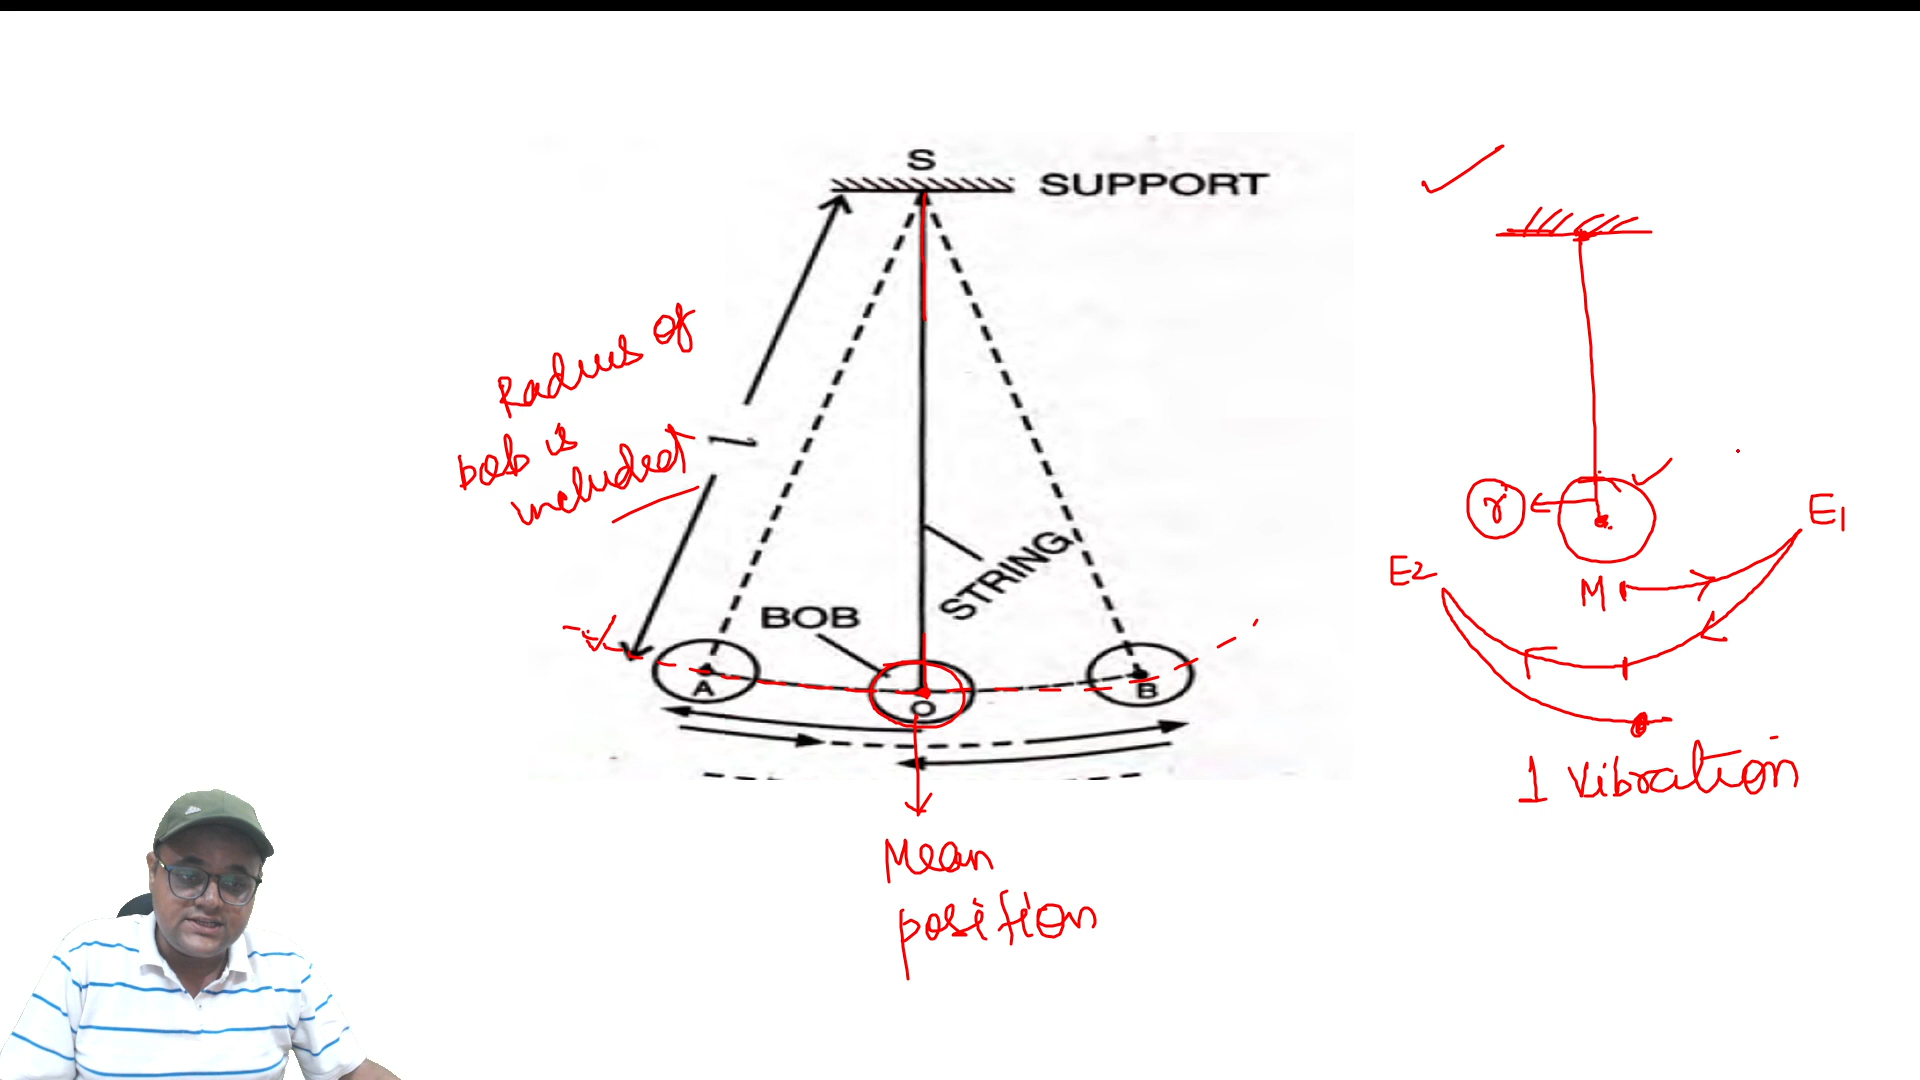 S
SUPPORT
Radius of
bob is
included
l
STRING
BOB
A
O
B
Mean
position
r
E1
E2
M
1 vibration